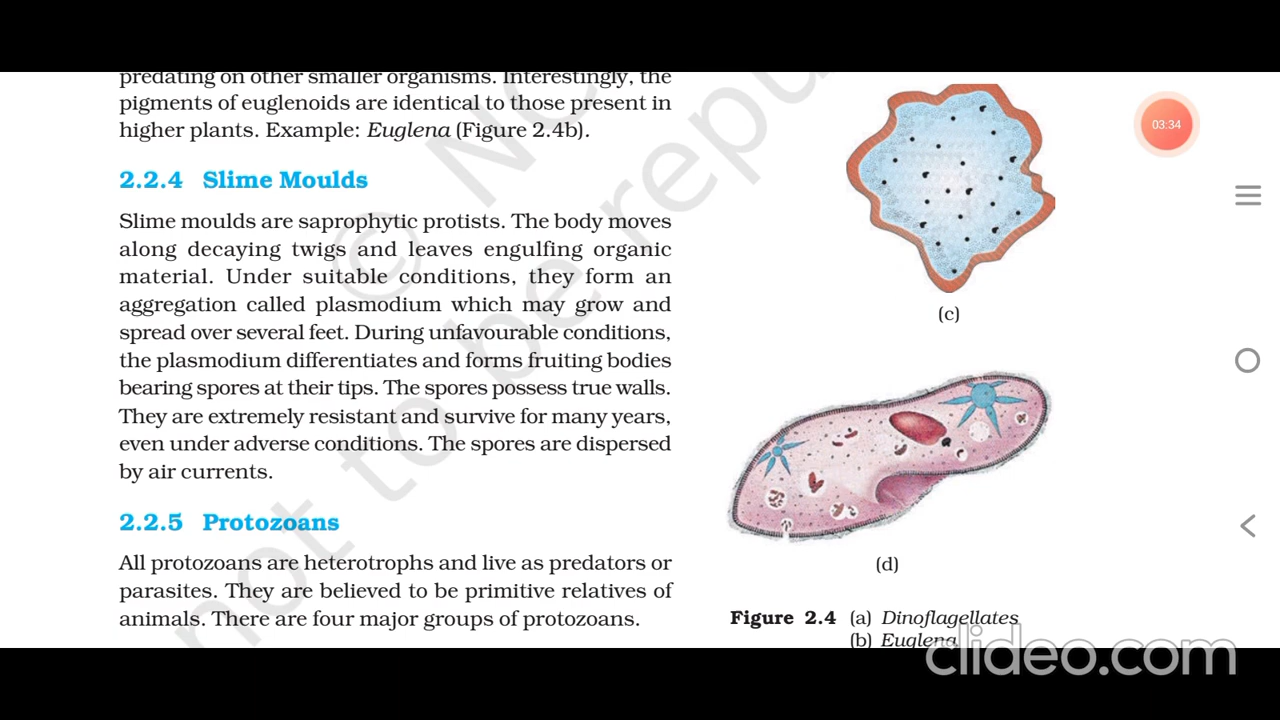 predating on other smaller organisms. Interestingly, the
pigments of euglenoids are identical to those present in
higher plants. Example: Euglena (Figure 2.4b).
2.2.4 Slime Moulds
Slime moulds are saprophytic protists. The body moves
along decaying twigs and leaves engulfing organic
material. Under suitable conditions, they form an
aggregation called plasmodium which may grow and
spread over several feet. During unfavourable conditions,
the plasmodium differentiates and forms fruiting bodies
bearing spores at their tips. The spores possess true walls.
They are extremely resistant and survive for many years,
even under adverse conditions. The spores are dispersed
by air currents.
2.2.5 Protozoans
All protozoans are heterotrophs and live as predators or
parasites. They are believed to be primitive relatives of
animals. There are four major groups of protozoans.
03:34
(c)
(d)
Figure 2.4 (a) Dinoflagellates
(b) Euglena
clideo.com
not to be